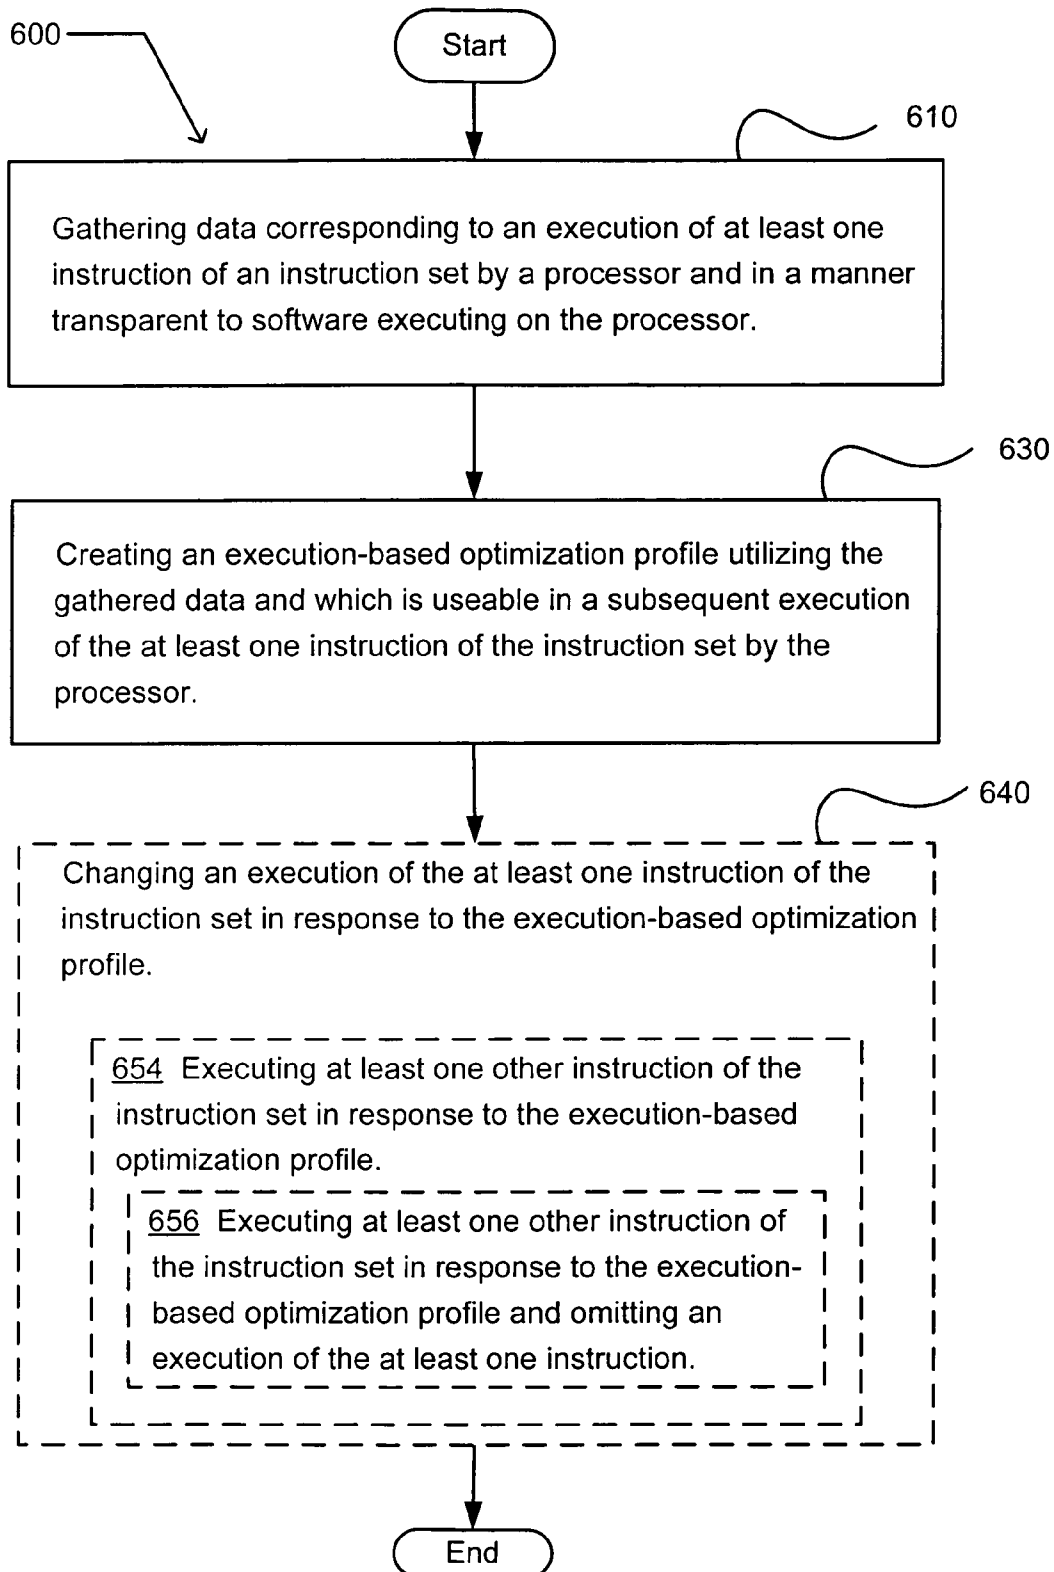 600
Start
610
Gathering data corresponding to an execution of at least one
instruction of an instruction set by a processor and in a manner
transparent to software executing on the processor.
630
Creating an execution-based optimization profile utilizing the
gathered data and which is useable in a subsequent execution
of the at least one instruction of the instruction set by the
processor.
640
Changing an execution of the at least one instruction of the
instruction set in response to the execution-based optimization
profile.
654 Executing at least one other instruction of the
instruction set in response to the execution-based
optimization profile.
656 Executing at least one other instruction of
the instruction set in response to the execution-
based optimization profile and omitting an
execution of the at least one instruction.
End